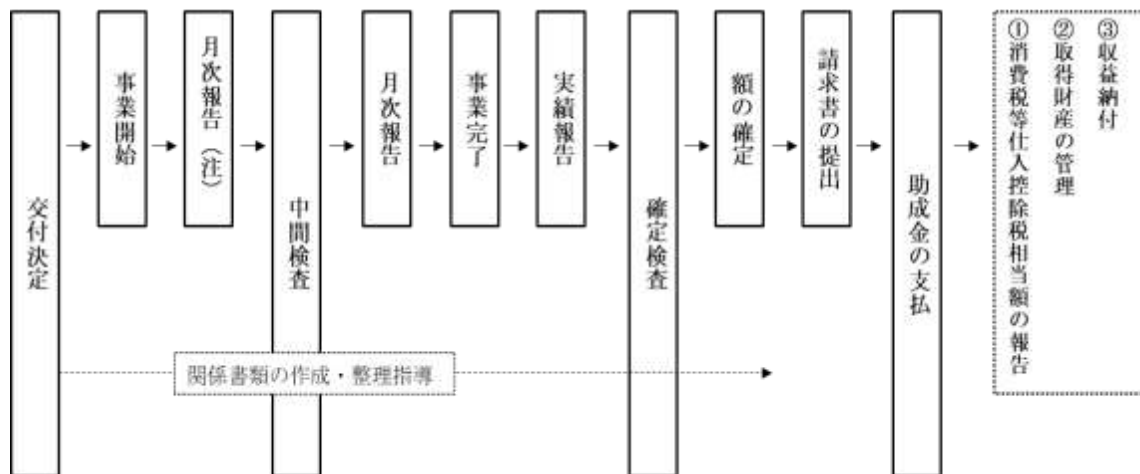 交付決定
事業開始
月次報告（注）
中間検査
月次報告
事業完了
実績報告
確定検査
額の確定
請求書の提出
助成金の支払
①消費税等仕入控除税相当額の報告
②取得財産の管理
③収益納付
関係書類の作成・整理指導